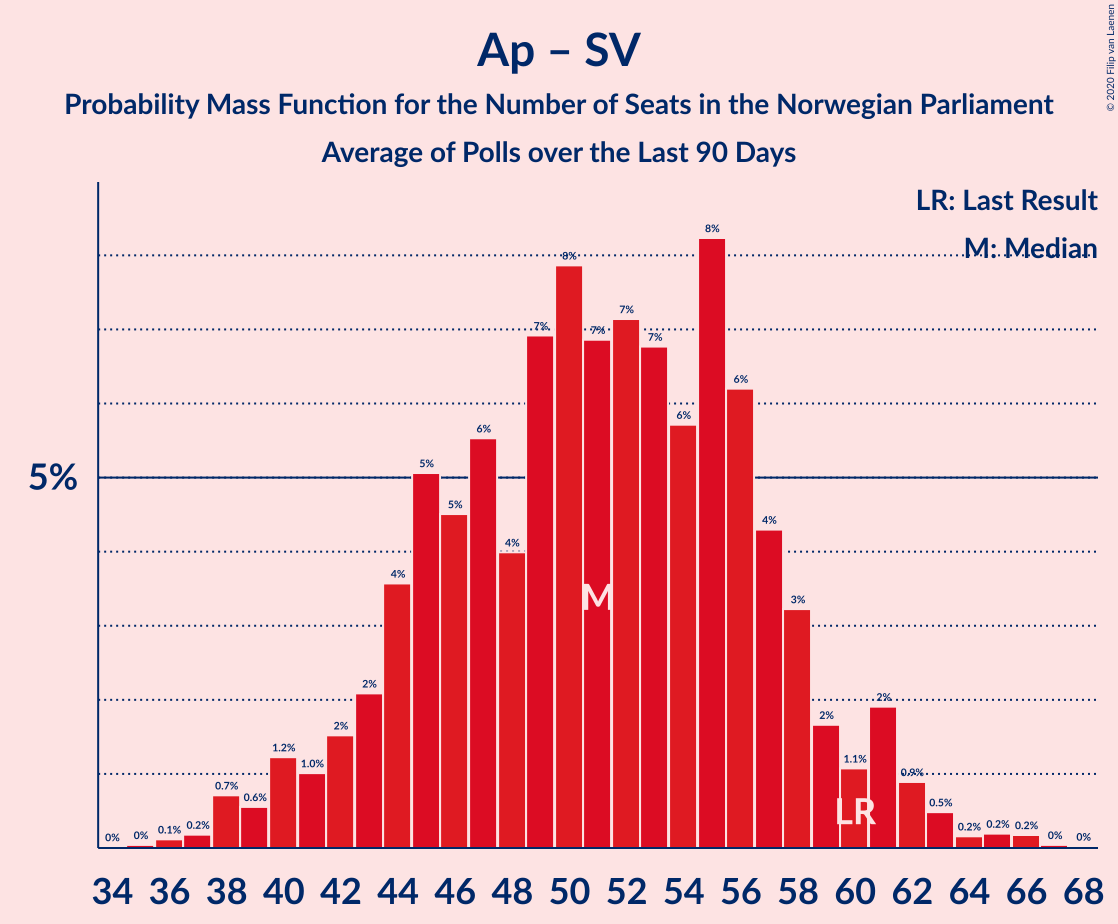 Ap – SV
Probability Mass Function for the Number of Seats in the Norwegian Parliament
Average of Polls over the Last 90 Days
© 2020 Filip van Laenen
LR: Last Result
M: Median
5%
0% 0% 0.1% 0.2% 0.7% 0.6% 1.2% 1.0% 2% 2% 4% 5% 5% 6% 4% 7% 8% 7% 7% 7% 6% 8% 6% 4% 3% 2% 1.1% 2% 0.9% 0.5% 0.2% 0.2% 0.2% 0% 0%
M
LR
34 36 38 40 42 44 46 48 50 52 54 56 58 60 62 64 66 68